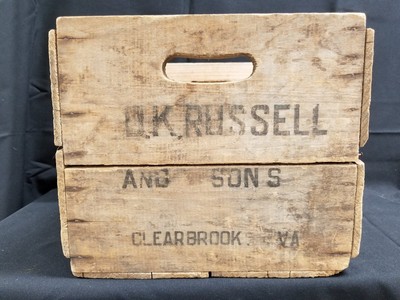 D.K. RUSSELL
AND SONS
CLEARBROOK VA